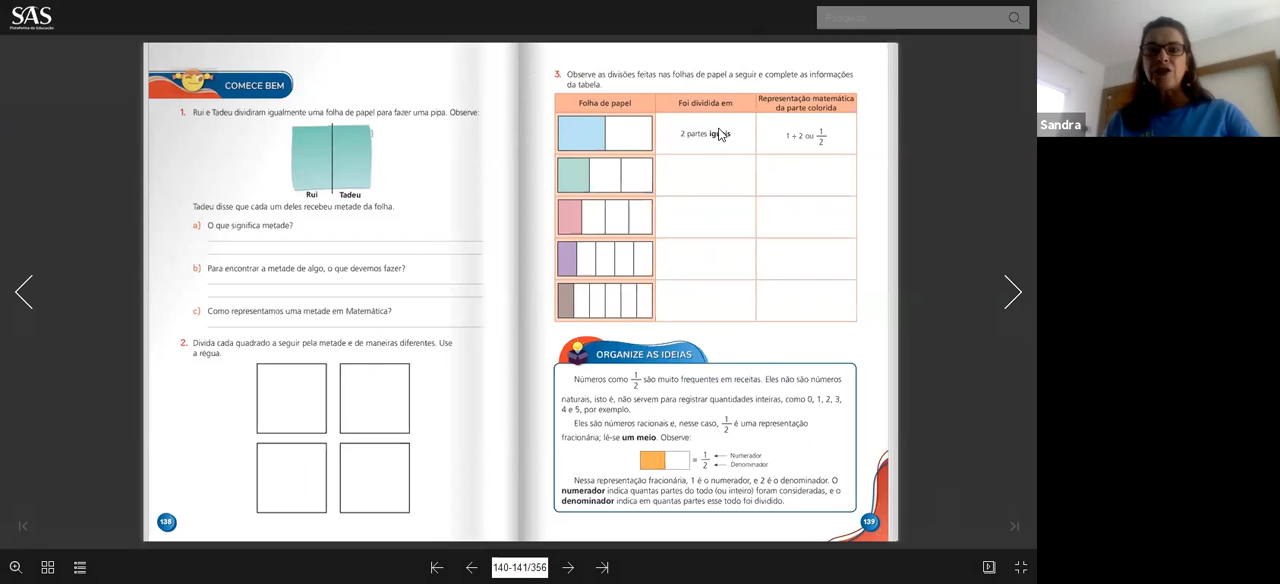 SAS
Plataforma de Educação
Pesquise
Sandra
COMECE BEM
1. Rui e Tadeu dividiram igualmente uma folha de papel para fazer uma pipa. Observe:
Rui Tadeu
Tadeu disse que cada um deles recebeu metade da folha.
a) O que significa metade?
b) Para encontrar a metade de algo, o que devemos fazer?
c) Como representamos uma metade em Matemática?
2. Divida cada quadrado a seguir pela metade e de maneiras diferentes. Use
a régua.
138
3. Observe as divisões feitas nas folhas de papel a seguir e complete as informações
da tabela.
Folha de papel
Foi dividida em
Representação matemática
da parte colorida
2 partes iguais
1 ÷ 2 ou 1/2
ORGANIZE AS IDEIAS
Números como 1/2 são muito frequentes em receitas. Eles não são números
naturais, isto é, não servem para registrar quantidades inteiras, como 0, 1, 2, 3,
4 e 5, por exemplo.
Eles são números racionais e, nesse caso, 1/2 é uma representação
fracionária; lê-se um meio. Observe:
= 1/2 Numerador
Denominador
Nessa representação fracionária, 1 é o numerador, e 2 é o denominador. O
numerador indica quantas partes do todo (ou inteiro) foram consideradas, e o
denominador indica em quantas partes esse todo foi dividido.
139
140-141/356